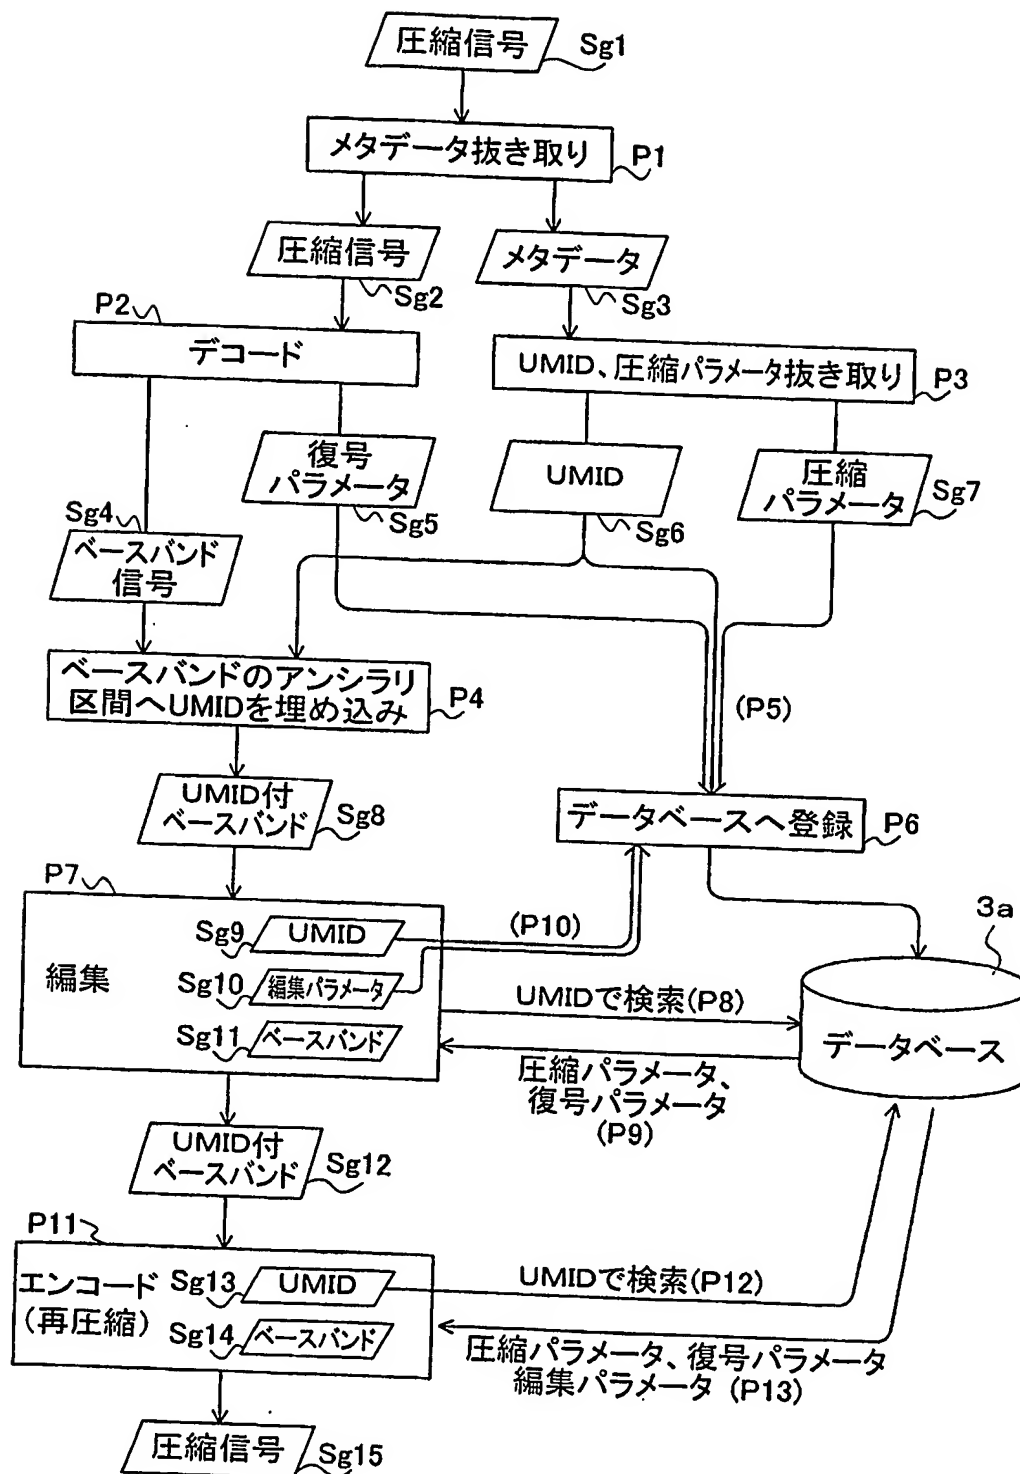 圧縮信号
Sg1
メタデータ抜き取り
P1
圧縮信号
Sg2
メタデータ
Sg3
P2
デコード
UMID、圧縮パラメータ抜き取り
P3
復号
パラメータ
Sg5
UMID
Sg6
圧縮
パラメータ
Sg7
Sg4
ベースバンド
信号
ベースバンドのアンシラリ
区間へUMIDを埋め込み
P4
(P5)
UMID付
ベースバンド
Sg8
データベースへ登録
P6
P7
編集
Sg9
UMID
(P10)
Sg10
編集パラメータ
Sg11
ベースバンド
UMIDで検索(P8)
圧縮パラメータ、
復号パラメータ
(P9)
3a
データベース
UMID付
ベースバンド
Sg12
P11
エンコード
(再圧縮)
Sg13
UMID
Sg14
ベースバンド
UMIDで検索(P12)
圧縮パラメータ、復号パラメータ
編集パラメータ (P13)
圧縮信号
Sg15